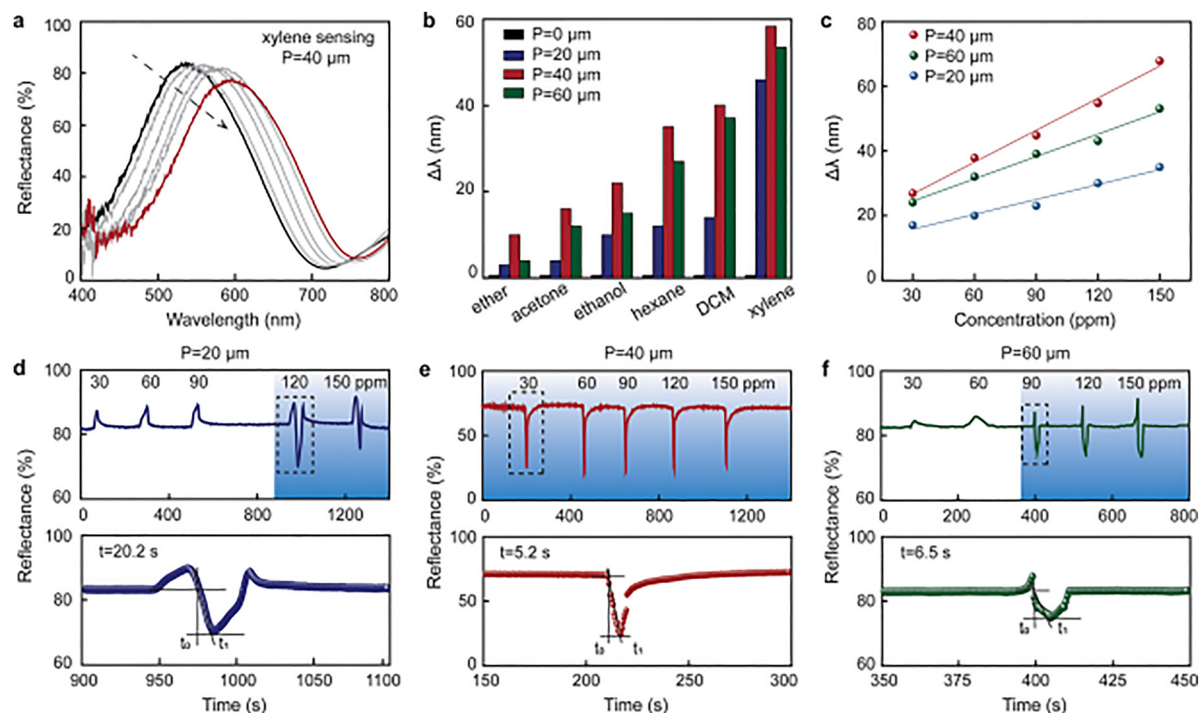 a
xylene sensing
P=40 µm
Reflectance (%)
100
80
60
40
20
0
400
500
600
700
800
Wavelength (nm)
b
P=0 µm
P=20 µm
P=40 µm
P=60 µm
Δλ (nm)
60
40
20
0
ether
acetone
ethanol
hexane
DCM
xylene
c
P=40 µm
P=60 µm
P=20 µm
Δλ (nm)
80
60
40
20
0
30
60
90
120
150
Concentration (ppm)
d
P=20 µm
100
80
60
30
60
90
120
150 ppm
0
400
800
1200
Reflectance (%)
t=20.2 s
100
80
60
t₀
t₁
900
950
1000
1050
1100
Time (s)
e
P=40 µm
100
50
0
30
60
90
120
150 ppm
0
400
800
1200
Reflectance (%)
t=5.2 s
100
50
0
t₀
t₁
150
200
250
300
Time (s)
f
P=60 µm
100
80
60
30
60
90
120
150 ppm
0
200
400
600
800
Reflectance (%)
t=6.5 s
100
80
60
t₀
t₁
350
375
400
425
450
Time (s)